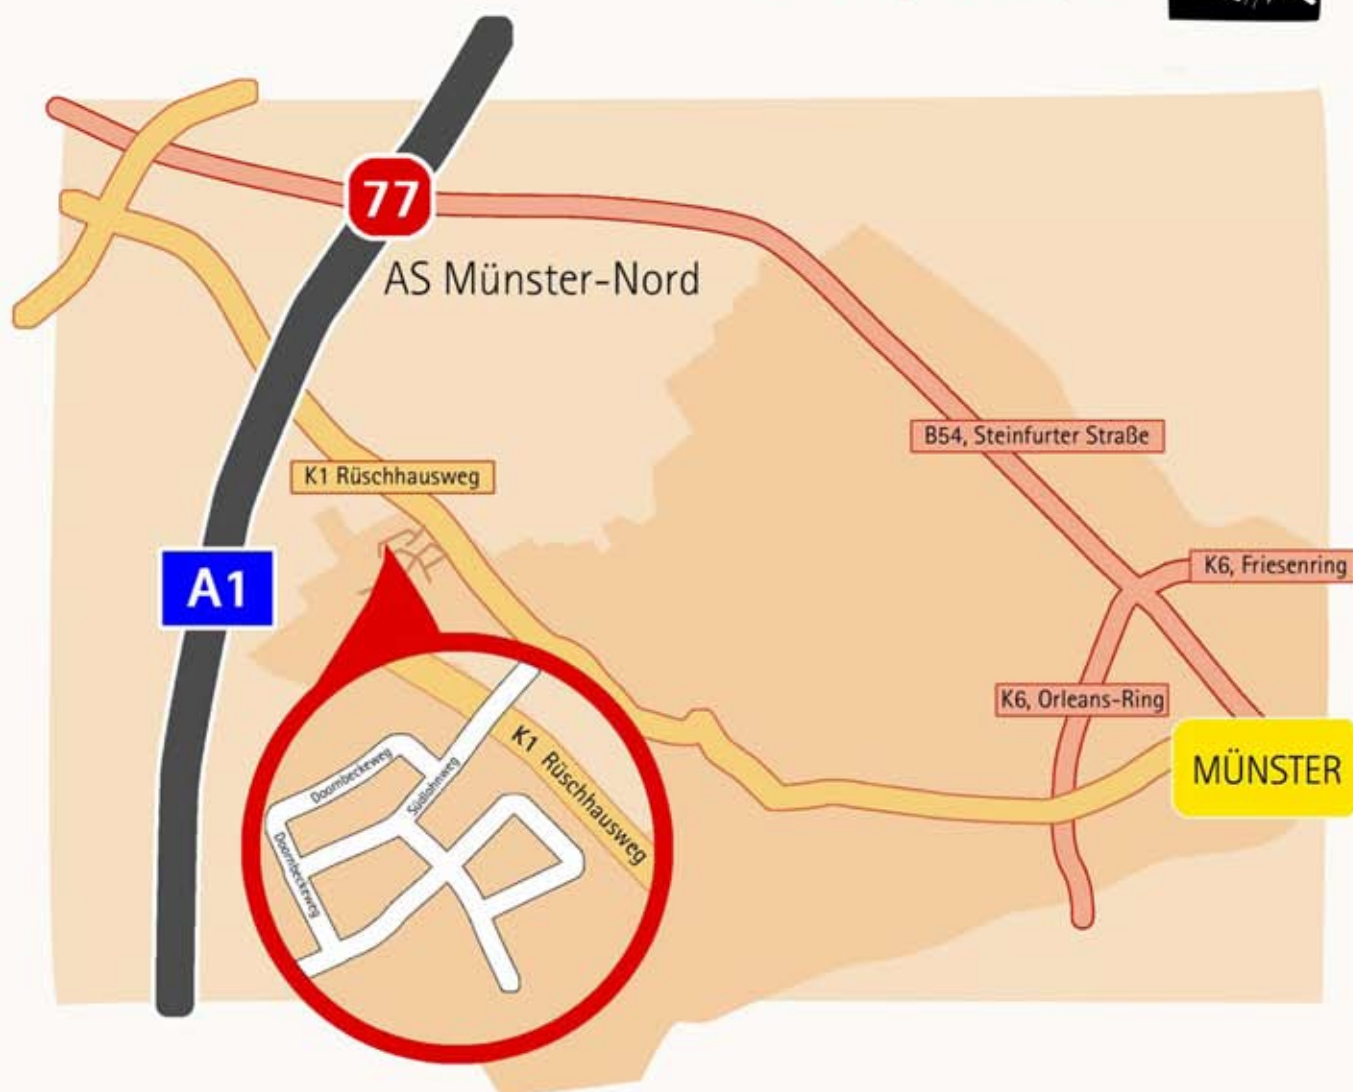 77
AS Münster-Nord
B54, Steinfurter Straße
K1 Rüschhausweg
K6, Friesenring
A1
K6, Orleans-Ring
MÜNSTER
K1 Rüschhausweg
Doornbeckeweg
Südlohnweg
Doornbeckeweg